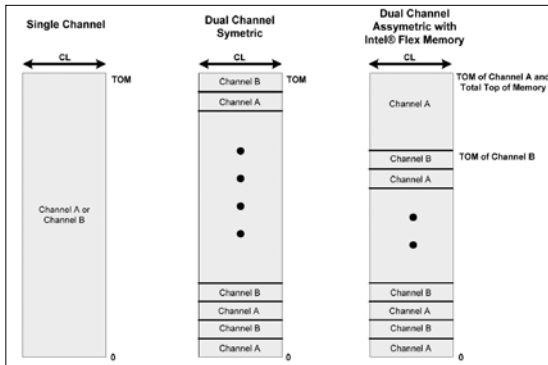 Single Channel
CL
TOM
Channel A or
Channel B
0
Dual Channel
Symetric
CL
TOM
Channel B
Channel A
Channel B
Channel A
Channel B
Channel A
0
Dual Channel
Assymetric with
Intel® Flex Memory
CL
TOM of Channel A and
Total Top of Memory
Channel A
TOM of Channel B
Channel B
Channel A
Channel B
Channel A
Channel B
Channel A
0